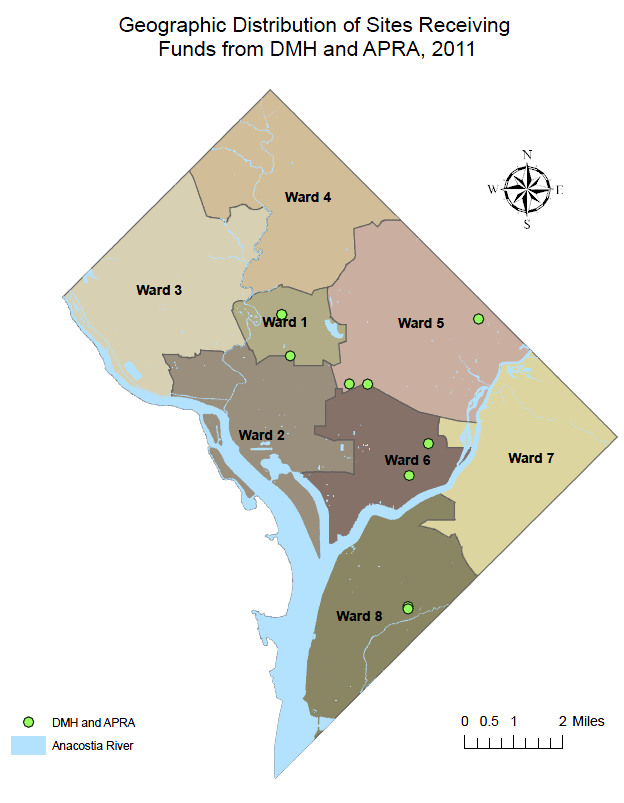 Geographic Distribution of Sites Receiving
Funds from DMH and APRA, 2011
N
W E
S
Ward 4
Ward 3
Ward 1
Ward 5
Ward 2
Ward 6
Ward 7
Ward 8
DMH and APRA
Anacostia River
0 0.5 1 2 Miles